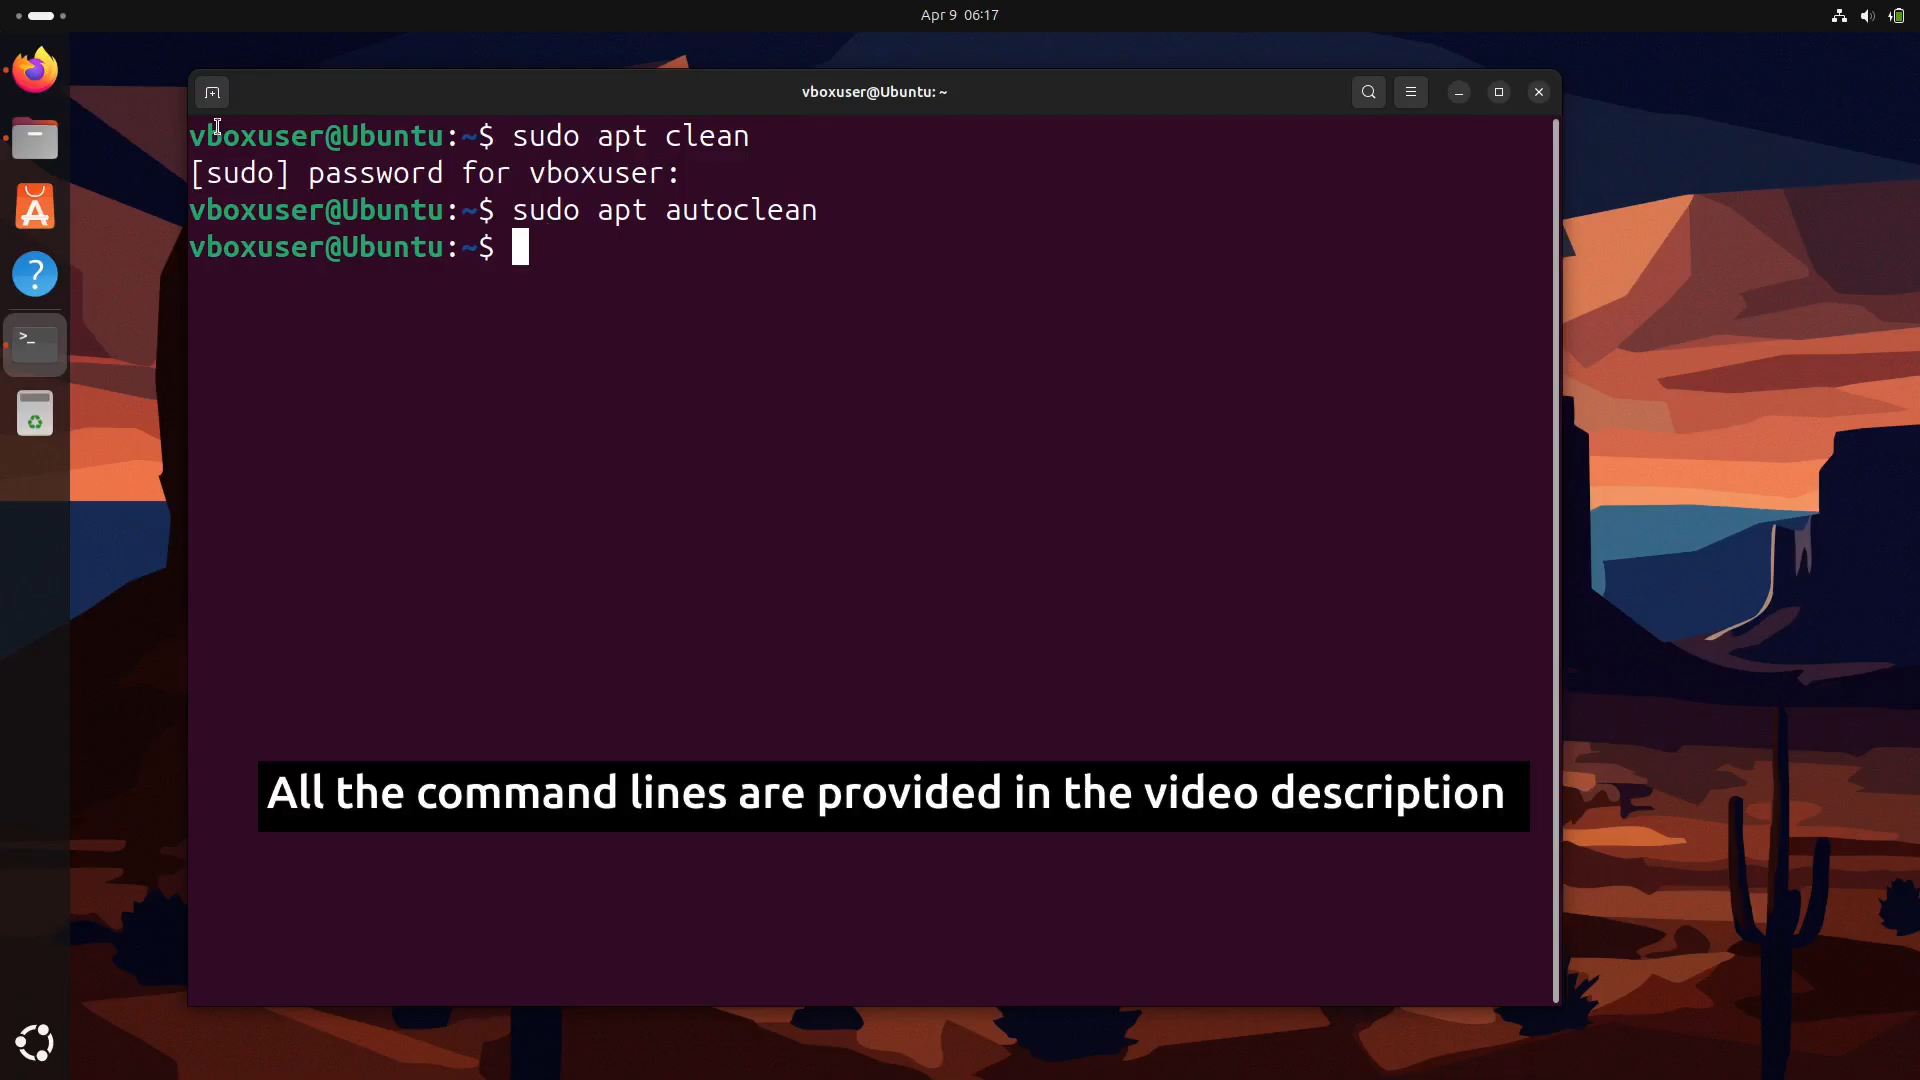 Apr 9 06:17
vboxuser@Ubuntu: ~
vboxuser@Ubuntu:~$ sudo apt clean
[sudo] password for vboxuser:
vboxuser@Ubuntu:~$ sudo apt autoclean
vboxuser@Ubuntu:~$
All the command lines are provided in the video description